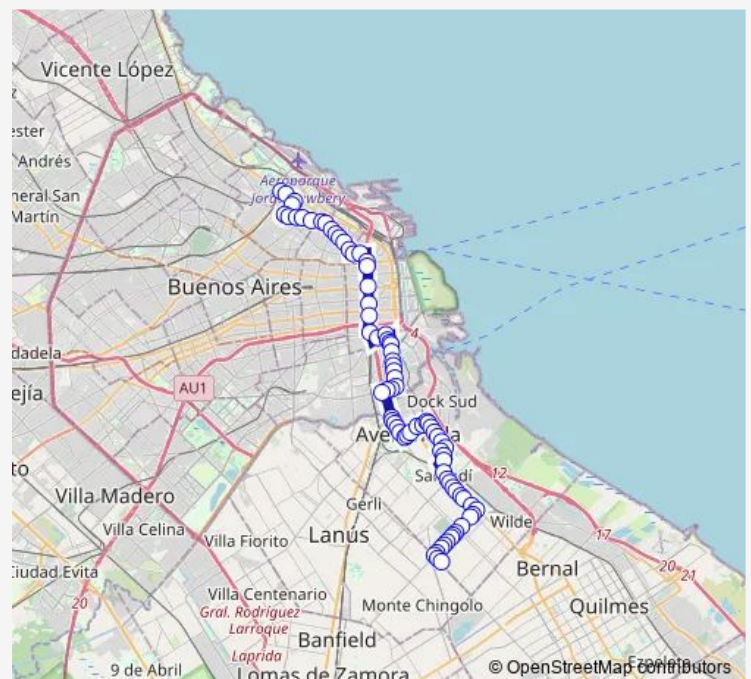 Vicente López
ester
Andrés
neral San
Martín
Aeroparque
Jorge Newbery
Buenos Aires
4
dadela
AU1
ejía
Dock Sud
Avellaneda
to
Sarandí
12
Villa Madero
Gerli
Villa Celina
Lanús
Wilde
17
Villa Fiorito
Ciudad Evita
Bernal
20
21
20
Villa Centenario
Gral. Rodríguez
Larroque
Monte Chingolo
Quilmes
Banfield
Laprida
9 de Abril
Lomas de Zamora
© OpenStreetMap contributors